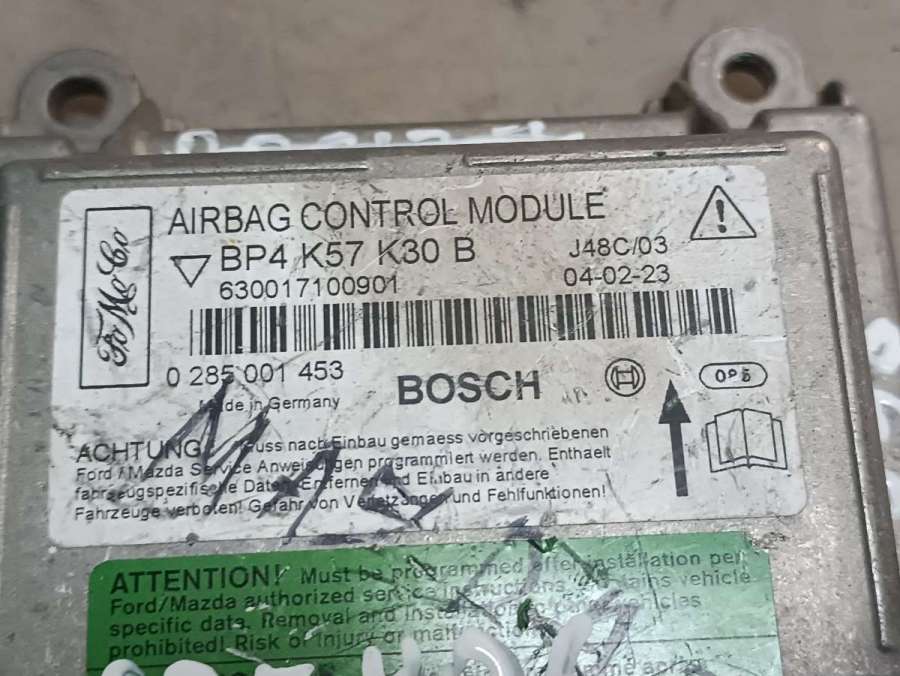 AIRBAG CONTROL MODULE
FoMoCo
BP4 K57 K30 B
J48C/03
630017100901
04-02-23
0 285 001 453
BOSCH
Made in Germany
ACHTUNG! Muss nach Einbau gemaess vorgeschriebenen
Ford / Mazda Service Anweisungen programmiert werden. Enthaelt
fahrzeugspezifische Daten. Entfernen und Einbau in andere
Fahrzeuge verboten! Gefahr von Verletzungen und Fehlfunktionen!
ATTENTION! Must be programmed after installation per
Ford/Mazda authorized service instructions. Contains vehicle
specific data. Removal and installation to other vehicles
prohibited! Risk of injury or malfunction